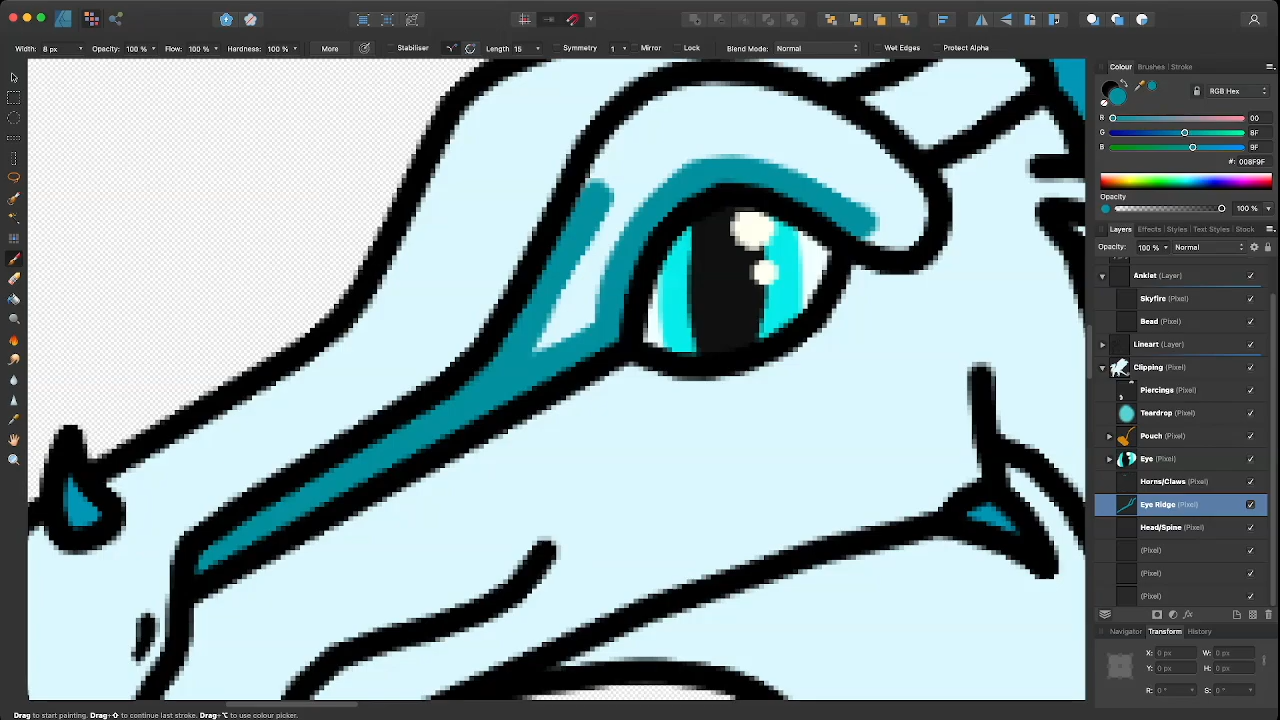 Width: 8 px Opacity: 100 % Flow: 100 % Hardness: 100 % More Stabiliser Length 15 Symmetry 1 Mirror Lock Blend Mode: Normal Wet Edges Protect Alpha
Colour Brushes Stroke
RGB Hex
R 00
G 8F
B 9F
#: 008F9F
Opacity
100 %
Layers Effects Styles Text Styles Stock
Opacity: 100 % Normal
Anklet (Layer)
Skyfire (Pixel)
Bead (Pixel)
Lineart (Layer)
Clipping (Pixel)
Piercings (Pixel)
Teardrop (Pixel)
Pouch (Pixel)
Eye (Pixel)
Horns/Claws (Pixel)
Eye Ridge (Pixel)
Head/Spine (Pixel)
(Pixel)
(Pixel)
(Pixel)
Navigator Transform History
X: 0 px W: 0 px
Y: 0 px H: 0 px
R: 0 ° S: 0 °
Drag to start painting. Drag+⇧ to continue last stroke. Drag+⌥ to use colour picker.